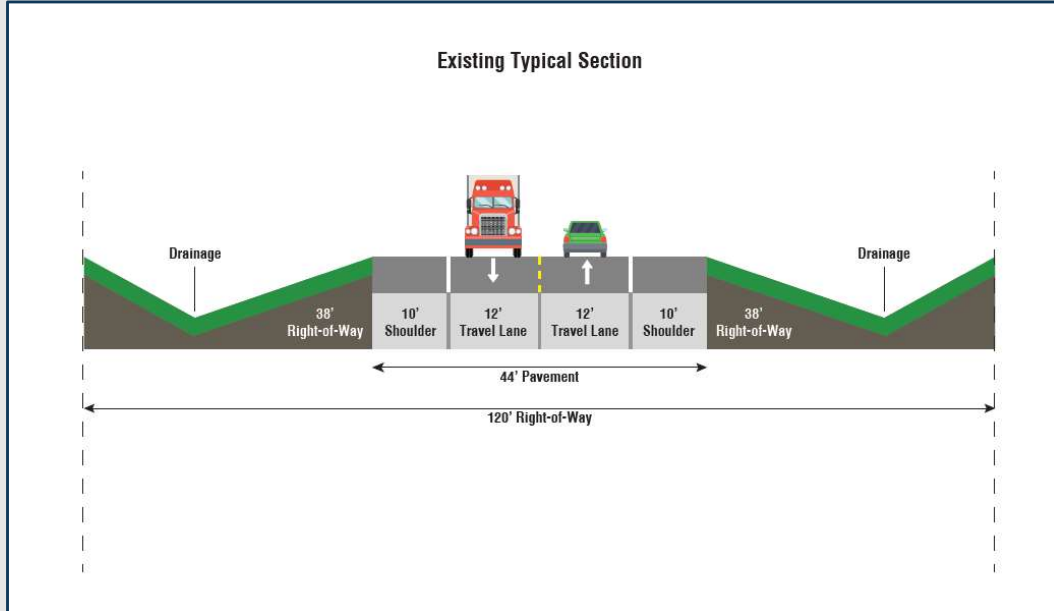 Existing Typical Section
Drainage
Drainage
38'
Right-of-Way
10'
Shoulder
12'
Travel Lane
12'
Travel Lane
10'
Shoulder
38'
Right-of-Way
44' Pavement
120' Right-of-Way